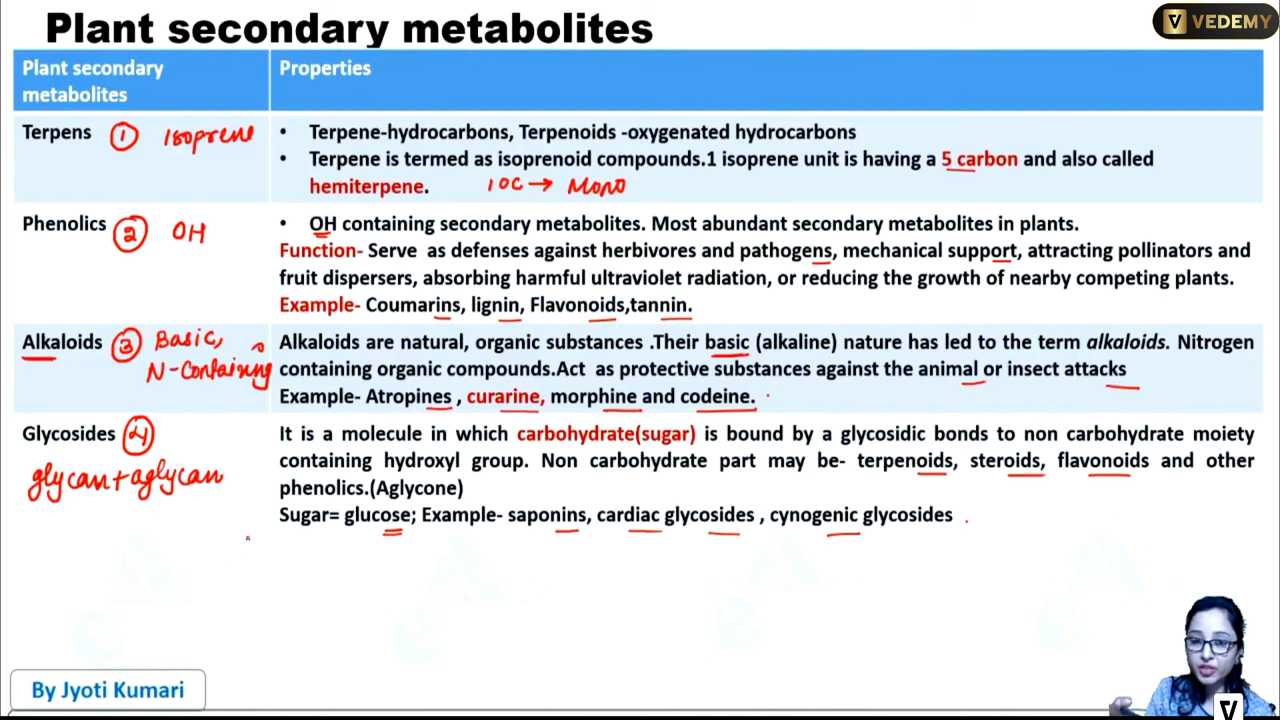 Plant secondary metabolites
VEDEMY
Plant secondary
metabolites
Properties
Terpens ① Isoprene
• Terpene-hydrocarbons, Terpenoids -oxygenated hydrocarbons
• Terpene is termed as isoprenoid compounds.1 isoprene unit is having a 5 carbon and also called
hemiterpene. 10C → Mono
Phenolics ② OH
• OH containing secondary metabolites. Most abundant secondary metabolites in plants.
Function- Serve as defenses against herbivores and pathogens, mechanical support, attracting pollinators and
fruit dispersers, absorbing harmful ultraviolet radiation, or reducing the growth of nearby competing plants.
Example- Coumarins, lignin, Flavonoids,tannin.
Alkaloids ③ Basic,
N-Containing
Alkaloids are natural, organic substances .Their basic (alkaline) nature has led to the term alkaloids. Nitrogen
containing organic compounds.Act as protective substances against the animal or insect attacks
Example- Atropines , curarine, morphine and codeine.
Glycosides ④
glycan+aglycan
It is a molecule in which carbohydrate(sugar) is bound by a glycosidic bonds to non carbohydrate moiety
containing hydroxyl group. Non carbohydrate part may be- terpenoids, steroids, flavonoids and other
phenolics.(Aglycone)
Sugar= glucose; Example- saponins, cardiac glycosides , cynogenic glycosides
By Jyoti Kumari